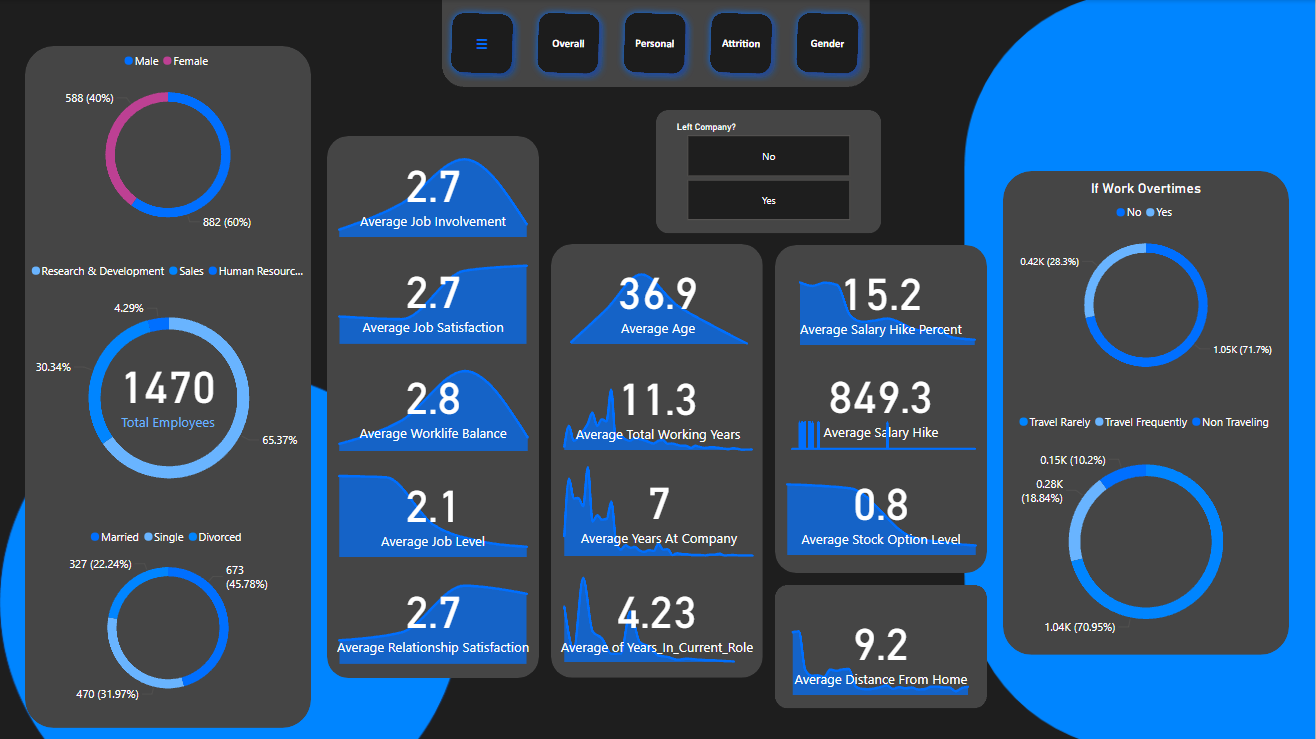 ☰
Overall
Personal
Attrition
Gender
Male Female
588 (40%)
882 (60%)
Research & Development Sales Human Resourc...
4.29%
30.34%
1470
Total Employees
65.37%
Married Single Divorced
327 (22.24%)
673
(45.78%)
470 (31.97%)
2.7
Average Job Involvement
2.7
Average Job Satisfaction
2.8
Average Worklife Balance
2.1
Average Job Level
2.7
Average Relationship Satisfaction
Left Company?
No
Yes
36.9
Average Age
11.3
Average Total Working Years
7
Average Years At Company
4.23
Average of Years_In_Current_Role
15.2
Average Salary Hike Percent
849.3
Average Salary Hike
0.8
Average Stock Option Level
9.2
Average Distance From Home
If Work Overtimes
No Yes
0.42K (28.3%)
1.05K (71.7%)
Travel Rarely Travel Frequently Non Traveling
0.15K (10.2%)
0.28K
(18.84%)
1.04K (70.95%)